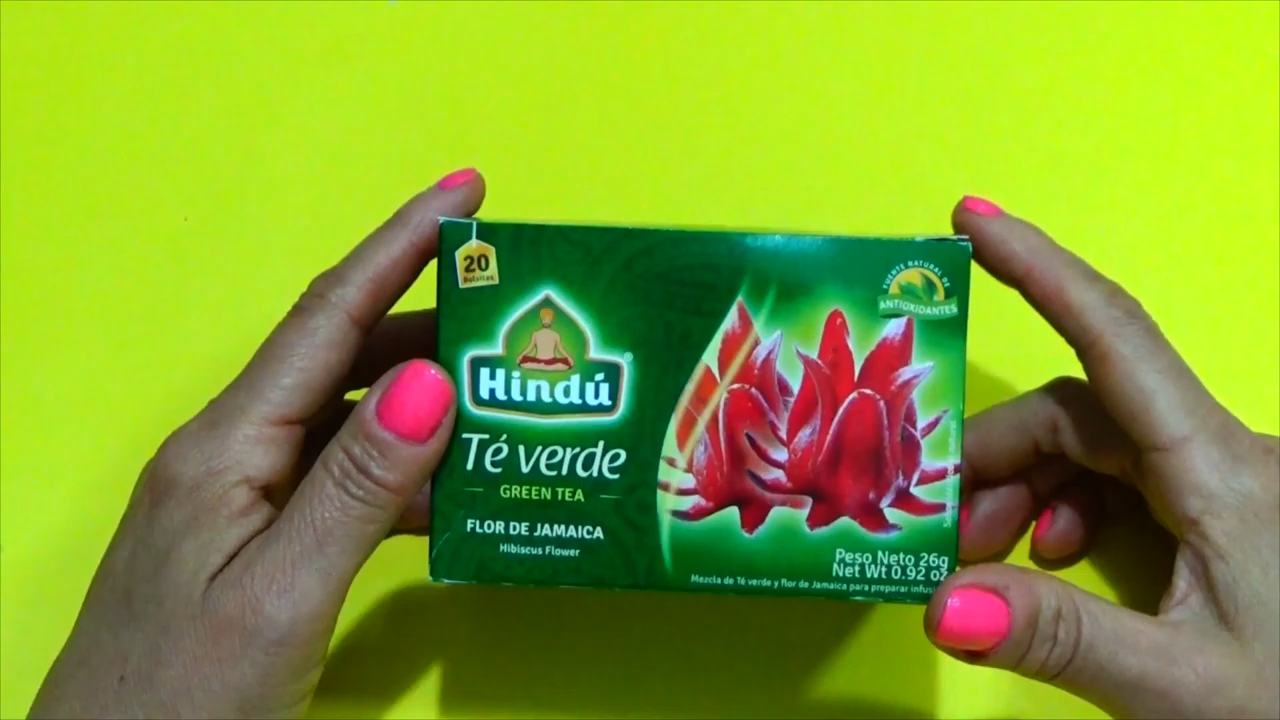 20
Bolsitas
FUENTE NATURAL DE
ANTIOXIDANTES
Hindú®
Té verde
GREEN TEA
FLOR DE JAMAICA
Hibiscus Flower
Peso Neto 26g
Net Wt 0.92 oz
Mezcla de Té verde y flor de Jamaica para preparar